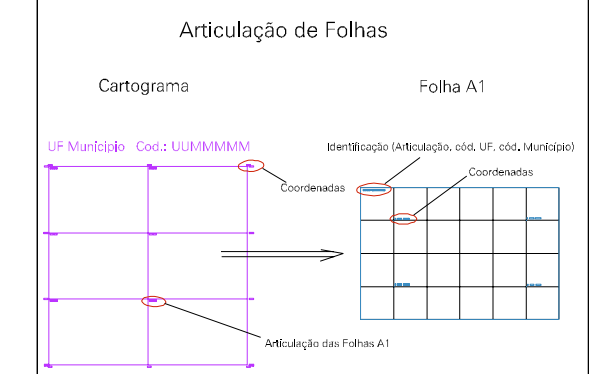 Articulação de Folhas
Cartograma
Folha A1
UF Municipio Cod.: UUMMMMM
Identificação (Articulação, cód. UF, cód. Município)
Coordenadas
Coordenadas
Articulação das Folhas A1